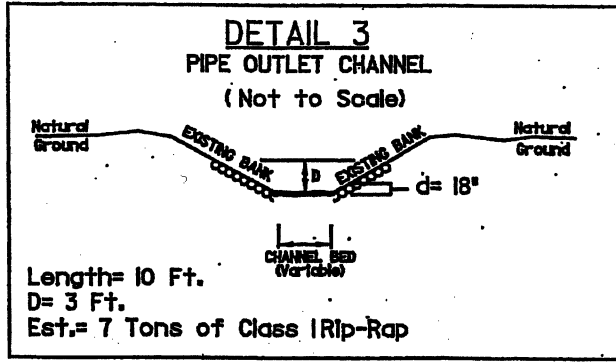 DETAIL 3
PIPE OUTLET CHANNEL
(Not to Scale)
Natural
Ground
EXISTING BANK
D
EXISTING BANK
Natural
Ground
d= 18"
CHANNEL BED
(Variable)
Length= 10 Ft.
D= 3 Ft.
Est.= 7 Tons of Class I Rip-Rap